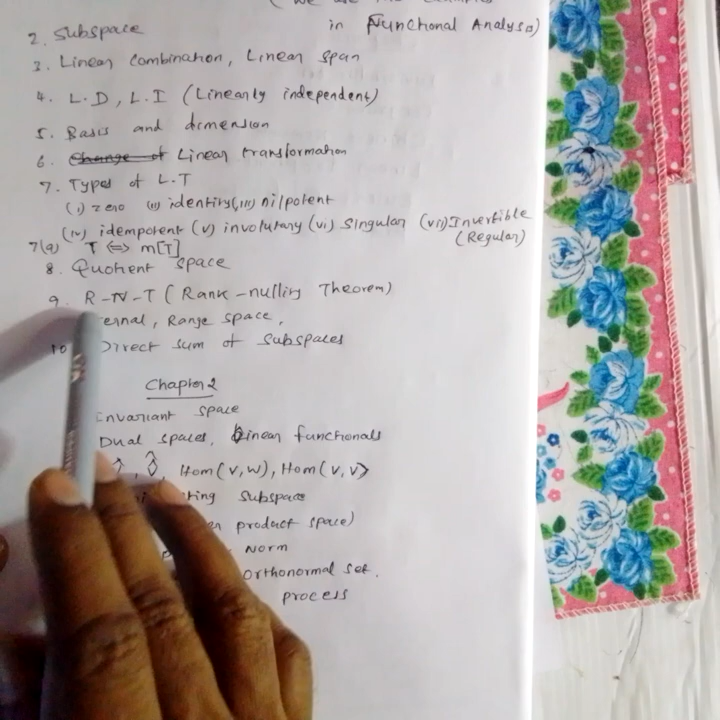 in Functional Analysis)
2. Subspace
3. Linear Combination, Linear span
4. L.D, L.I (Linearly independent)
5. Basis and dimension
6. Change of Linear transformation
7. Types of L.T
(i) zero (ii) identity (iii) nilpotent
(iv) idempotent (v) involutary (vi) Singular (vii) Invertible
(Regular)
7(a) T ⇔ m[T]
8. Quotient space
9. R-N-T (Rank-nullity Theorem)
ernal, Range space,
10 Direct sum of subspaces
Chapter 2
Invariant space
Dual spaces, Linear functionals
Hom(V,W), Hom(V,V)
ting Subspace
product space)
Norm
orthonormal set.
process